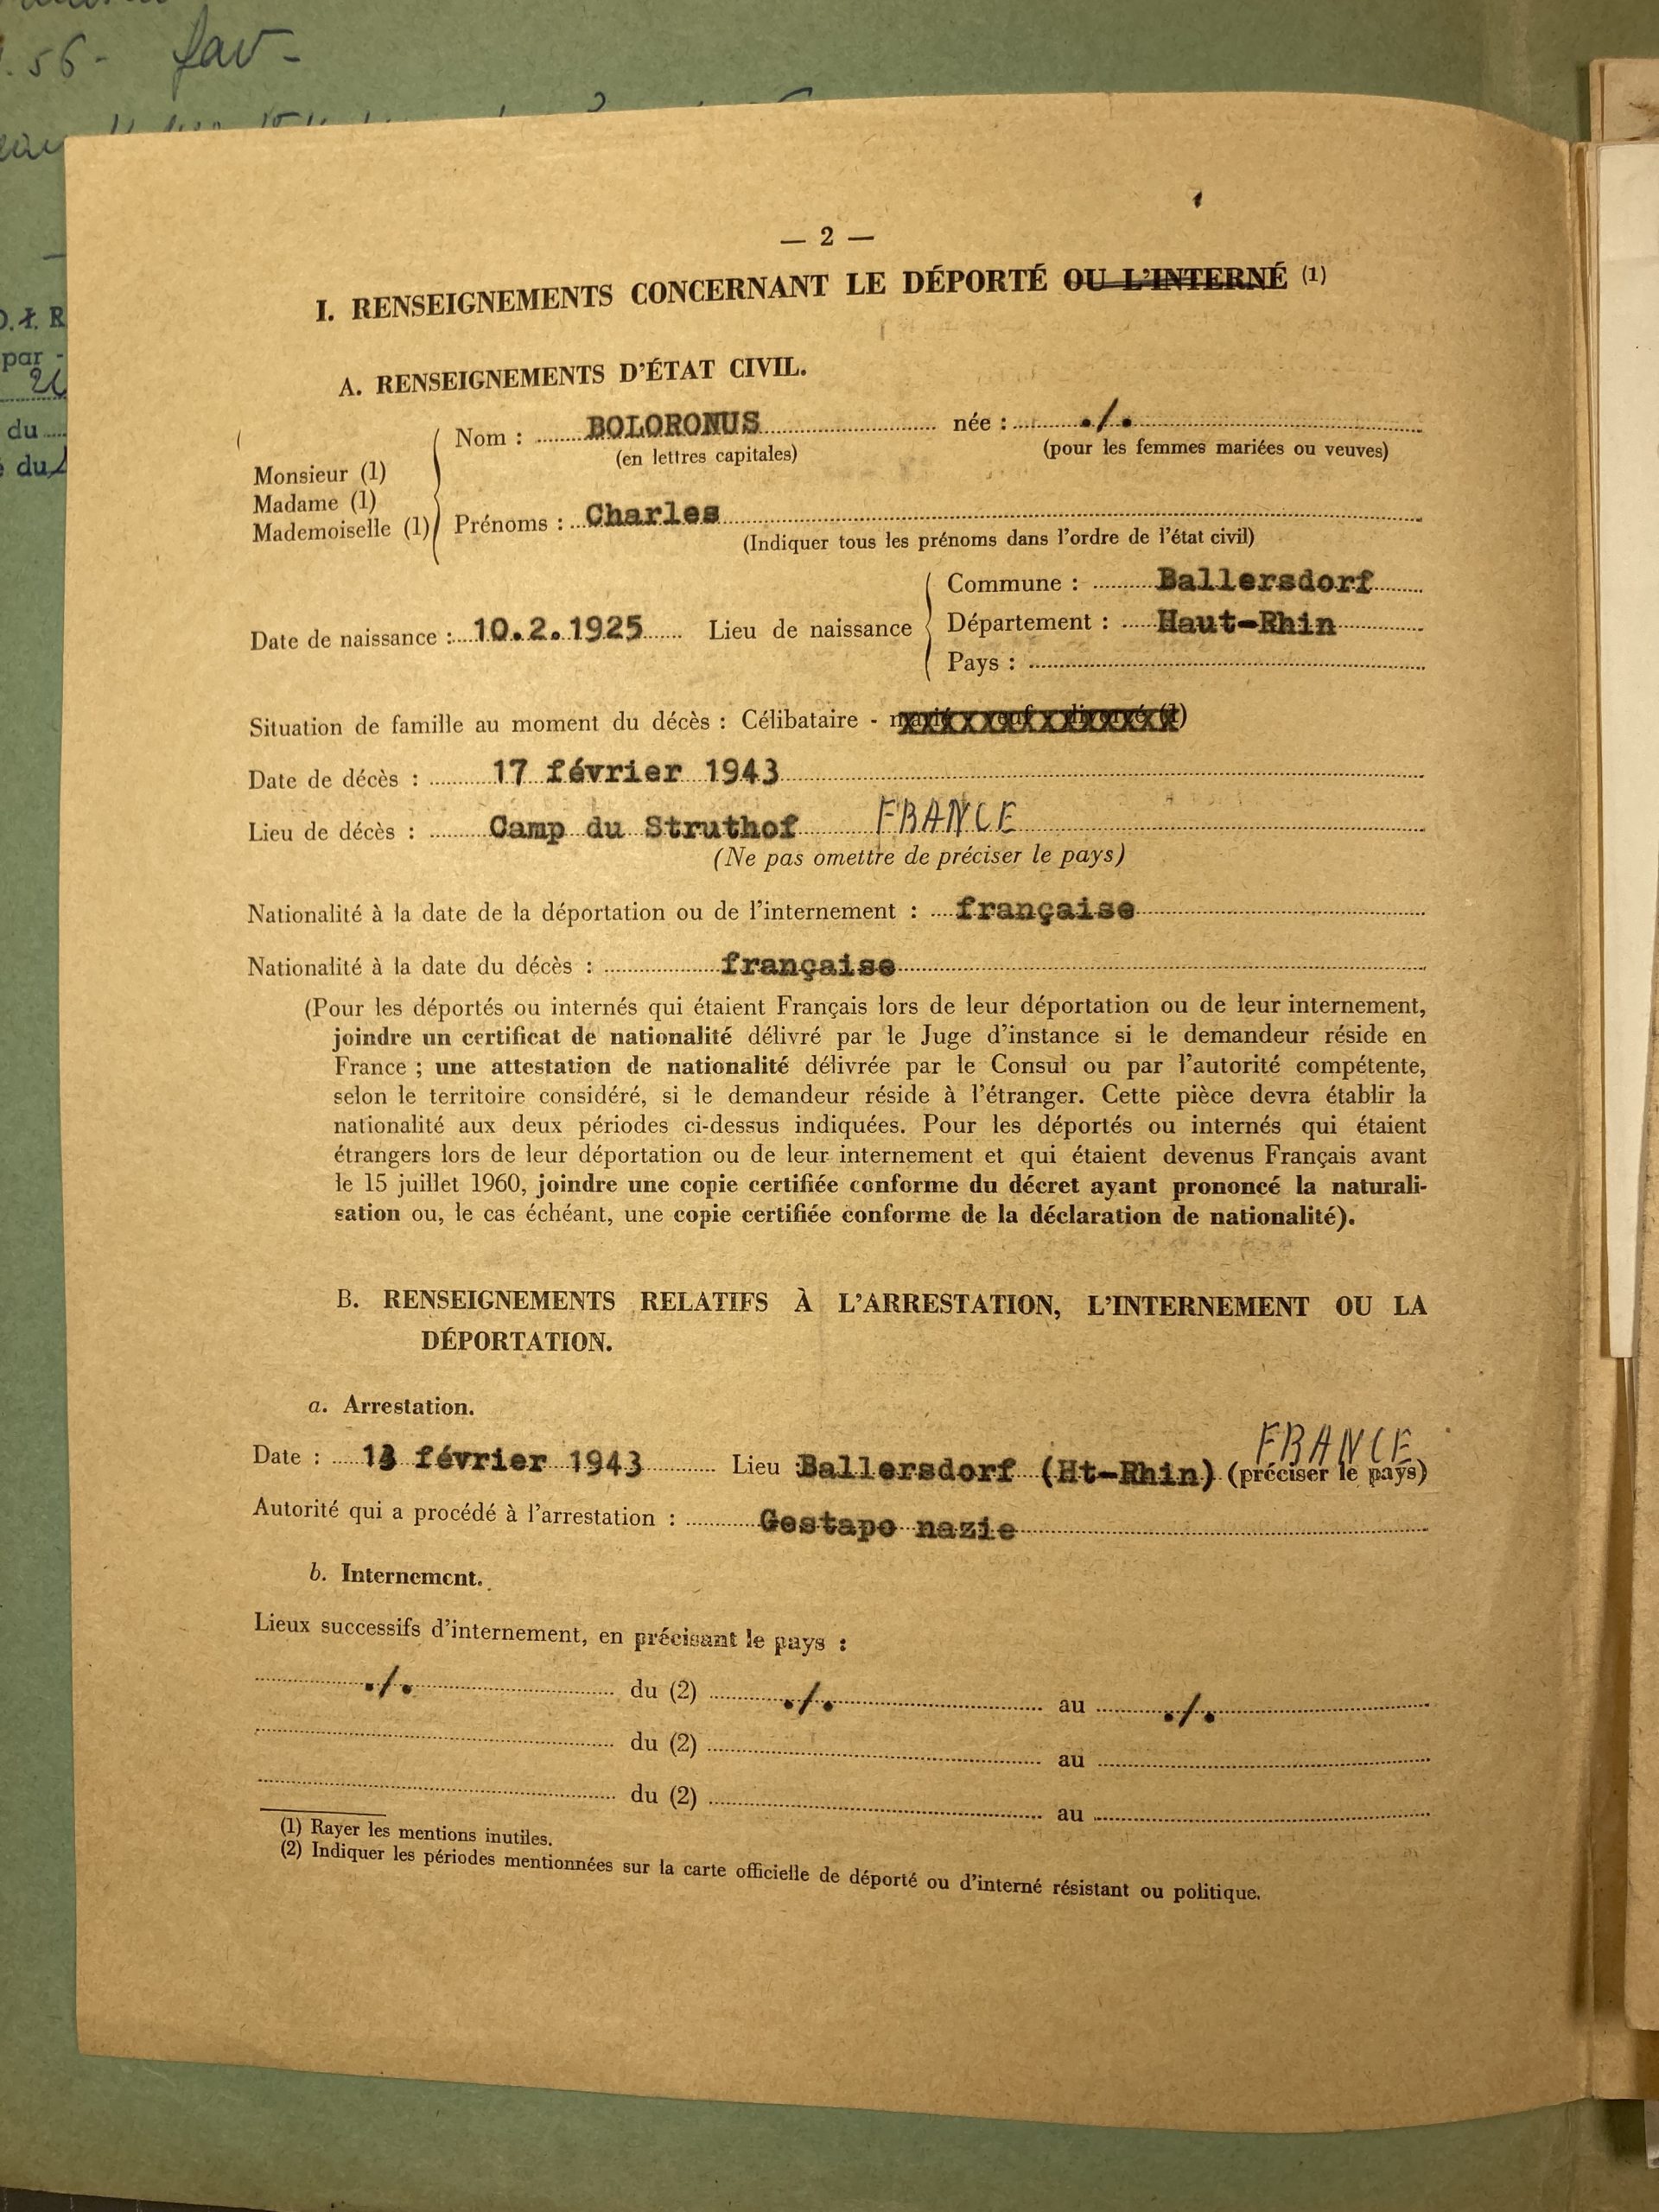 56- fav-
— 2 —
I. RENSEIGNEMENTS CONCERNANT LE DÉPORTÉ OU L'INTERNÉ (1)
A. RENSEIGNEMENTS D'ÉTAT CIVIL.
D.I. R
par -
du
du
Monsieur (1)
Madame (1)
Mademoiselle (1)
Nom : BOLORONUS née : ./.
(en lettres capitales) (pour les femmes mariées ou veuves)
Prénoms : Charles
(Indiquer tous les prénoms dans l'ordre de l'état civil)
Date de naissance : 10.2.1925 Lieu de naissance
Commune : Ballersdorf
Département : Haut-Rhin
Pays :
Situation de famille au moment du décès : Célibataire - marié - veuf - divorcé (1)
Date de décès : 17 février 1943
Lieu de décès : Camp du Struthof FRANCE
(Ne pas omettre de préciser le pays)
Nationalité à la date de la déportation ou de l'internement : française
Nationalité à la date du décès : française
(Pour les déportés ou internés qui étaient Français lors de leur déportation ou de leur internement,
joindre un certificat de nationalité délivré par le Juge d'instance si le demandeur réside en
France ; une attestation de nationalité délivrée par le Consul ou par l'autorité compétente,
selon le territoire considéré, si le demandeur réside à l'étranger. Cette pièce devra établir la
nationalité aux deux périodes ci-dessus indiquées. Pour les déportés ou internés qui étaient
étrangers lors de leur déportation ou de leur internement et qui étaient devenus Français avant
le 15 juillet 1960, joindre une copie certifiée conforme du décret ayant prononcé la naturali-
sation ou, le cas échéant, une copie certifiée conforme de la déclaration de nationalité).
B. RENSEIGNEMENTS RELATIFS À L'ARRESTATION, L'INTERNEMENT OU LA
DÉPORTATION.
a. Arrestation.
FRANCE
Date : 13 février 1943 Lieu Ballersdorf (Ht-Rhin) (préciser le pays)
Autorité qui a procédé à l'arrestation : Gestapo nazie
b. Internement.
Lieux successifs d'internement, en précisant le pays :
./. du (2) ./. au ./.
du (2) au
du (2) au
(1) Rayer les mentions inutiles.
(2) Indiquer les périodes mentionnées sur la carte officielle de déporté ou d'interné résistant ou politique.